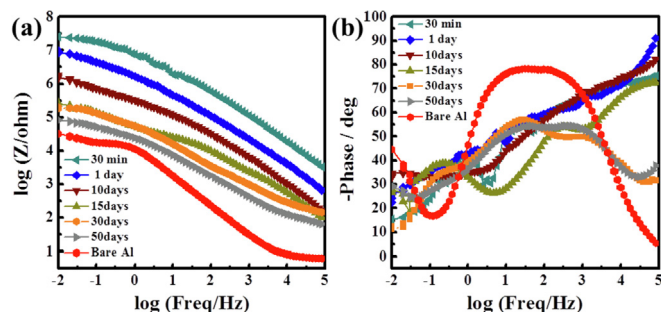 (a)
8
7
6
5
4
3
2
1
log (Z/ohm)
30 min
1 day
10days
15days
30days
50days
Bare Al
-2 -1 0 1 2 3 4 5
log (Freq/Hz)
(b)
100
90
80
70
60
50
40
30
20
10
0
-Phase / deg
30 min
1 day
10days
15days
30days
50days
Bare Al
-2 -1 0 1 2 3 4 5
log (Freq/Hz)